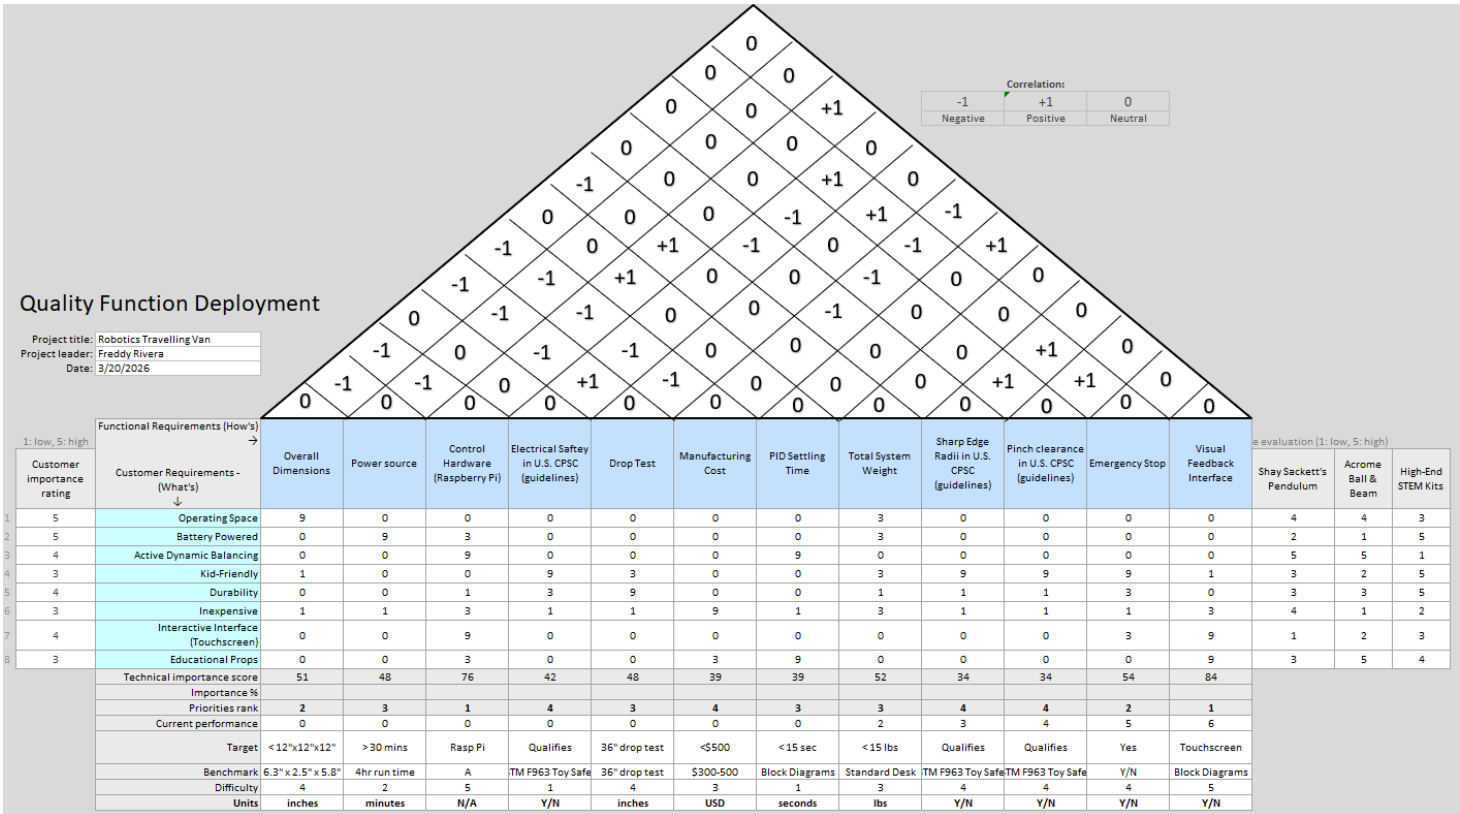 0
0 0
0 0 +1
0 0 0 0
-1 0 0 +1 0
0 0 0 -1 +1 -1
-1 0 +1 -1 0 -1 +1
-1 -1 +1 0 0 -1 0 0
0 -1 -1 0 0 -1 0 0 0
-1 0 -1 -1 0 0 0 0 +1 0
-1 -1 0 +1 -1 0 0 0 +1 +1 0
0 0 0 0 0 0 0 0 0 0 0 0
Correlation:
-1 +1 0
Negative Positive Neutral
Quality Function Deployment
Project title: Robotics Travelling Van
Project leader: Freddy Rivera
Date: 3/20/2026
1: low, 5: high
Customer importance rating
Functional Requirements (How's) →
Customer Requirements - (What's) ↓
Overall Dimensions
Power source
Control Hardware (Raspberry Pi)
Electrical Saftey in U.S. CPSC (guidelines)
Drop Test
Manufacturing Cost
PID Settling Time
Total System Weight
Sharp Edge Radii in U.S. CPSC (guidelines)
Pinch clearance in U.S. CPSC (guidelines)
Emergency Stop
Visual Feedback Interface
e evaluation (1: low, 5: high)
Shay Sackett's Pendulum
Acrome Ball & Beam
High-End STEM Kits
1 5 Operating Space 9 0 0 0 0 0 0 3 0 0 0 0 4 4 3
2 5 Battery Powered 0 9 3 0 0 0 0 3 0 0 0 0 2 1 5
3 4 Active Dynamic Balancing 0 0 9 0 0 0 9 0 0 0 0 0 5 5 1
4 3 Kid-Friendly 1 0 0 9 3 0 0 3 9 9 9 1 3 2 5
5 4 Durability 0 0 1 3 9 0 0 1 1 1 3 0 3 3 5
6 3 Inexpensive 1 1 3 1 1 9 1 3 1 1 1 3 4 1 2
7 4 Interactive Interface (Touchscreen) 0 0 9 0 0 0 0 0 0 0 3 9 1 2 3
8 3 Educational Props 0 0 3 0 0 3 9 0 0 0 0 9 3 5 4
Technical importance score 51 48 76 42 48 39 39 52 34 34 54 84
Importance %
Priorities rank 2 3 1 4 3 4 3 3 4 4 2 1
Current performance 0 0 0 0 0 0 0 2 3 4 5 6
Target <12"x12"x12" >30 mins Rasp Pi Qualifies 36" drop test <$500 <15 sec <15 lbs Qualifies Qualifies Yes Touchscreen
Benchmark 6.3" x 2.5" x 5.8" 4hr run time A TM F963 Toy Safe 36" drop test $300-500 Block Diagrams Standard Desk TM F963 Toy Safe TM F963 Toy Safe Y/N Block Diagrams
Difficulty 4 2 5 1 4 3 1 3 4 4 4 5
Units inches minutes N/A Y/N inches USD seconds lbs Y/N Y/N Y/N Y/N